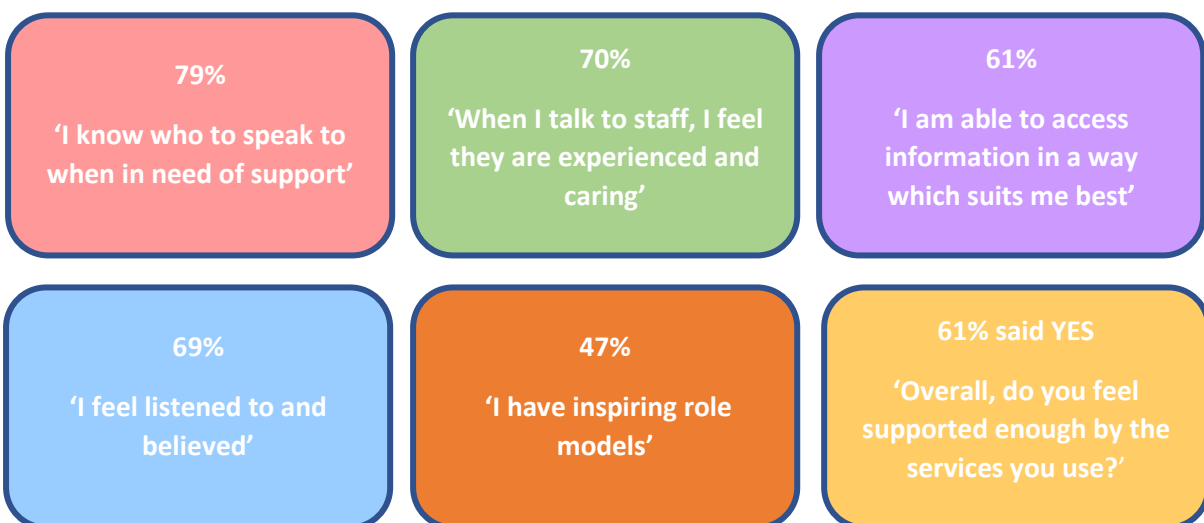 79%
‘I know who to speak to
when in need of support’
70%
‘When I talk to staff, I feel
they are experienced and
caring’
61%
‘I am able to access
information in a way
which suits me best’
69%
‘I feel listened to and
believed’
47%
‘I have inspiring role
models’
61% said YES
‘Overall, do you feel
supported enough by the
services you use?’